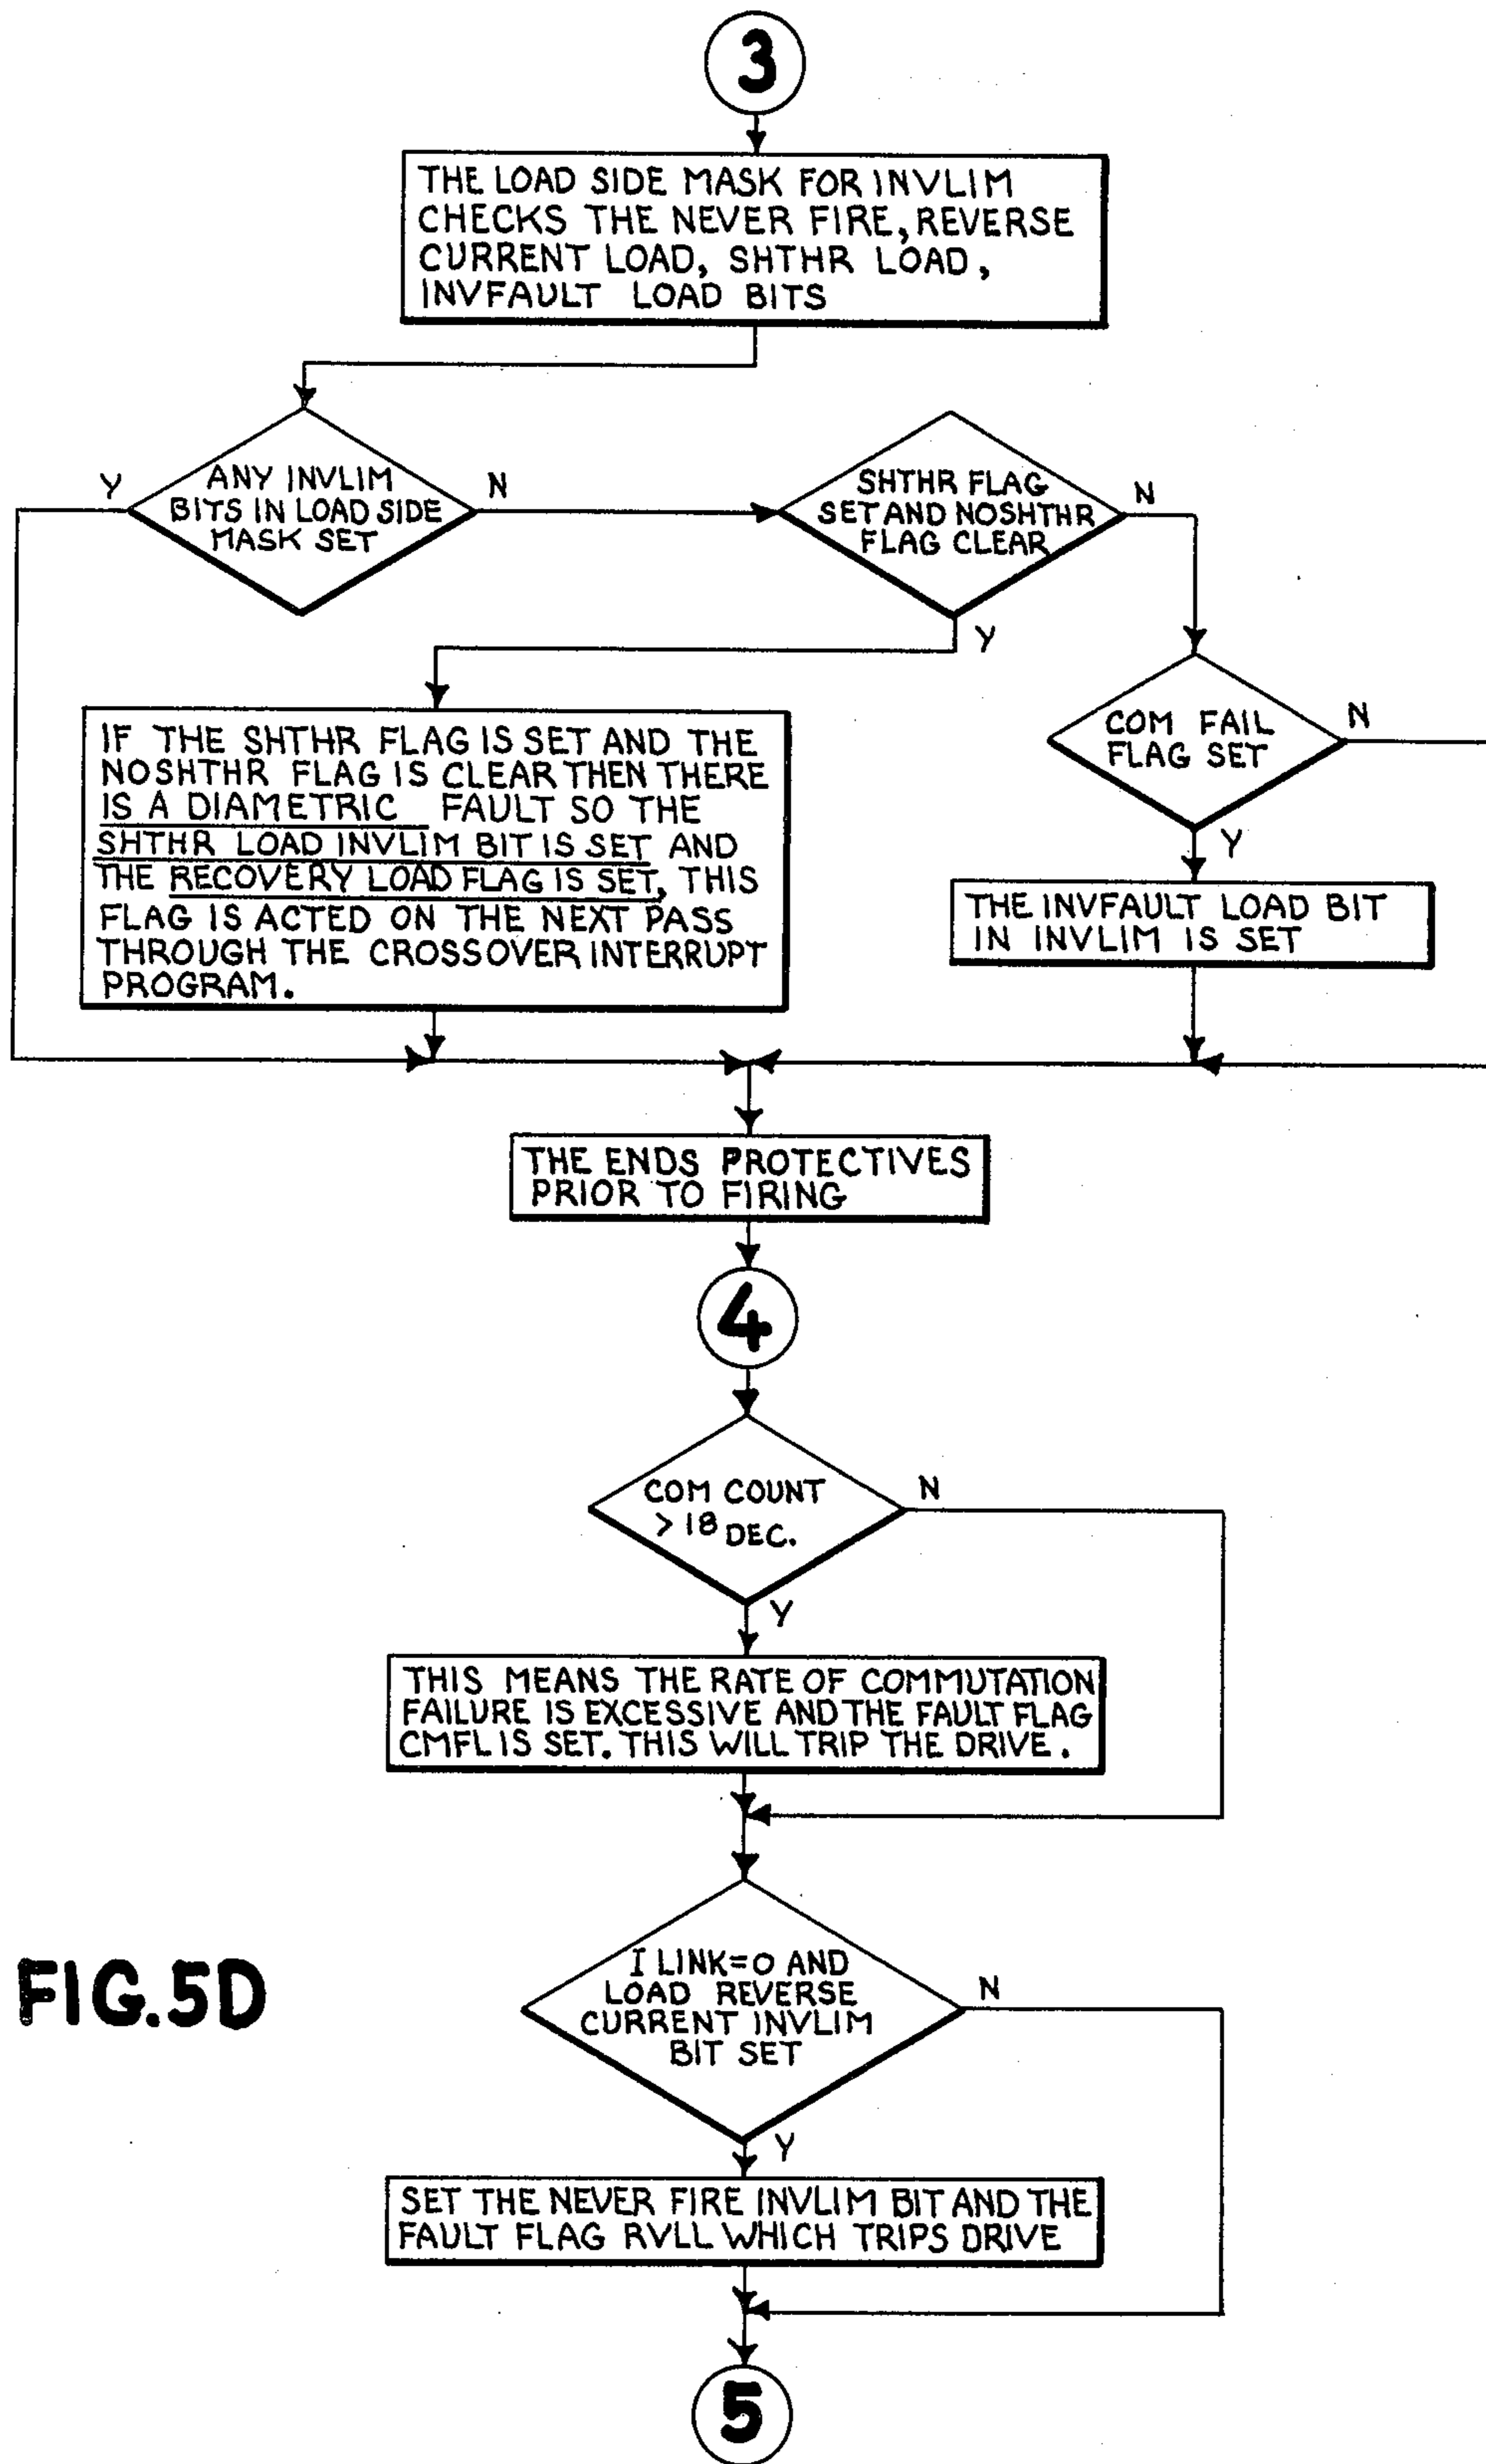 3
THE LOAD SIDE MASK FOR INVLIM
CHECKS THE NEVER FIRE, REVERSE
CURRENT LOAD, SHTHR LOAD,
INVFAULT LOAD BITS
Y
ANY INVLIM
BITS IN LOAD SIDE
MASK SET
N
SHTHR FLAG
SET AND NOSHTHR
FLAG CLEAR
N
Y
IF THE SHTHR FLAG IS SET AND THE
NOSHTHR FLAG IS CLEAR THEN THERE
IS A DIAMETRIC FAULT SO THE
SHTHR LOAD INVLIM BIT IS SET AND
THE RECOVERY LOAD FLAG IS SET, THIS
FLAG IS ACTED ON THE NEXT PASS
THROUGH THE CROSSOVER INTERRUPT
PROGRAM.
COM FAIL
FLAG SET
N
Y
THE INVFAULT LOAD BIT
IN INVLIM IS SET
THE ENDS PROTECTIVES
PRIOR TO FIRING
4
COM COUNT
> 18 DEC.
N
Y
THIS MEANS THE RATE OF COMMUTATION
FAILURE IS EXCESSIVE AND THE FAULT FLAG
CMFL IS SET. THIS WILL TRIP THE DRIVE.
I LINK=0 AND
LOAD REVERSE
CURRENT INVLIM
BIT SET
N
Y
FIG.5D
SET THE NEVER FIRE INVLIM BIT AND THE
FAULT FLAG RVLL WHICH TRIPS DRIVE
5